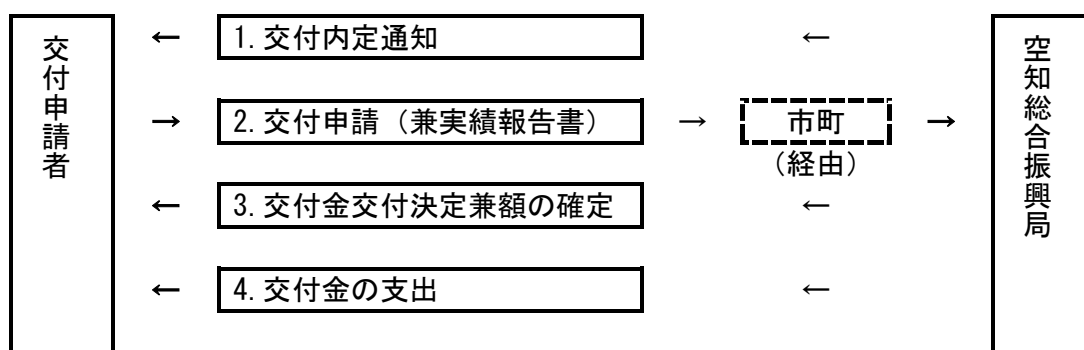 交付申請者
← 1.交付内定通知 ←
→ 2.交付申請（兼実績報告書） → 市町 →
（経由）
← 3.交付金交付決定兼額の確定 ←
← 4.交付金の支出 ←
空知総合振興局